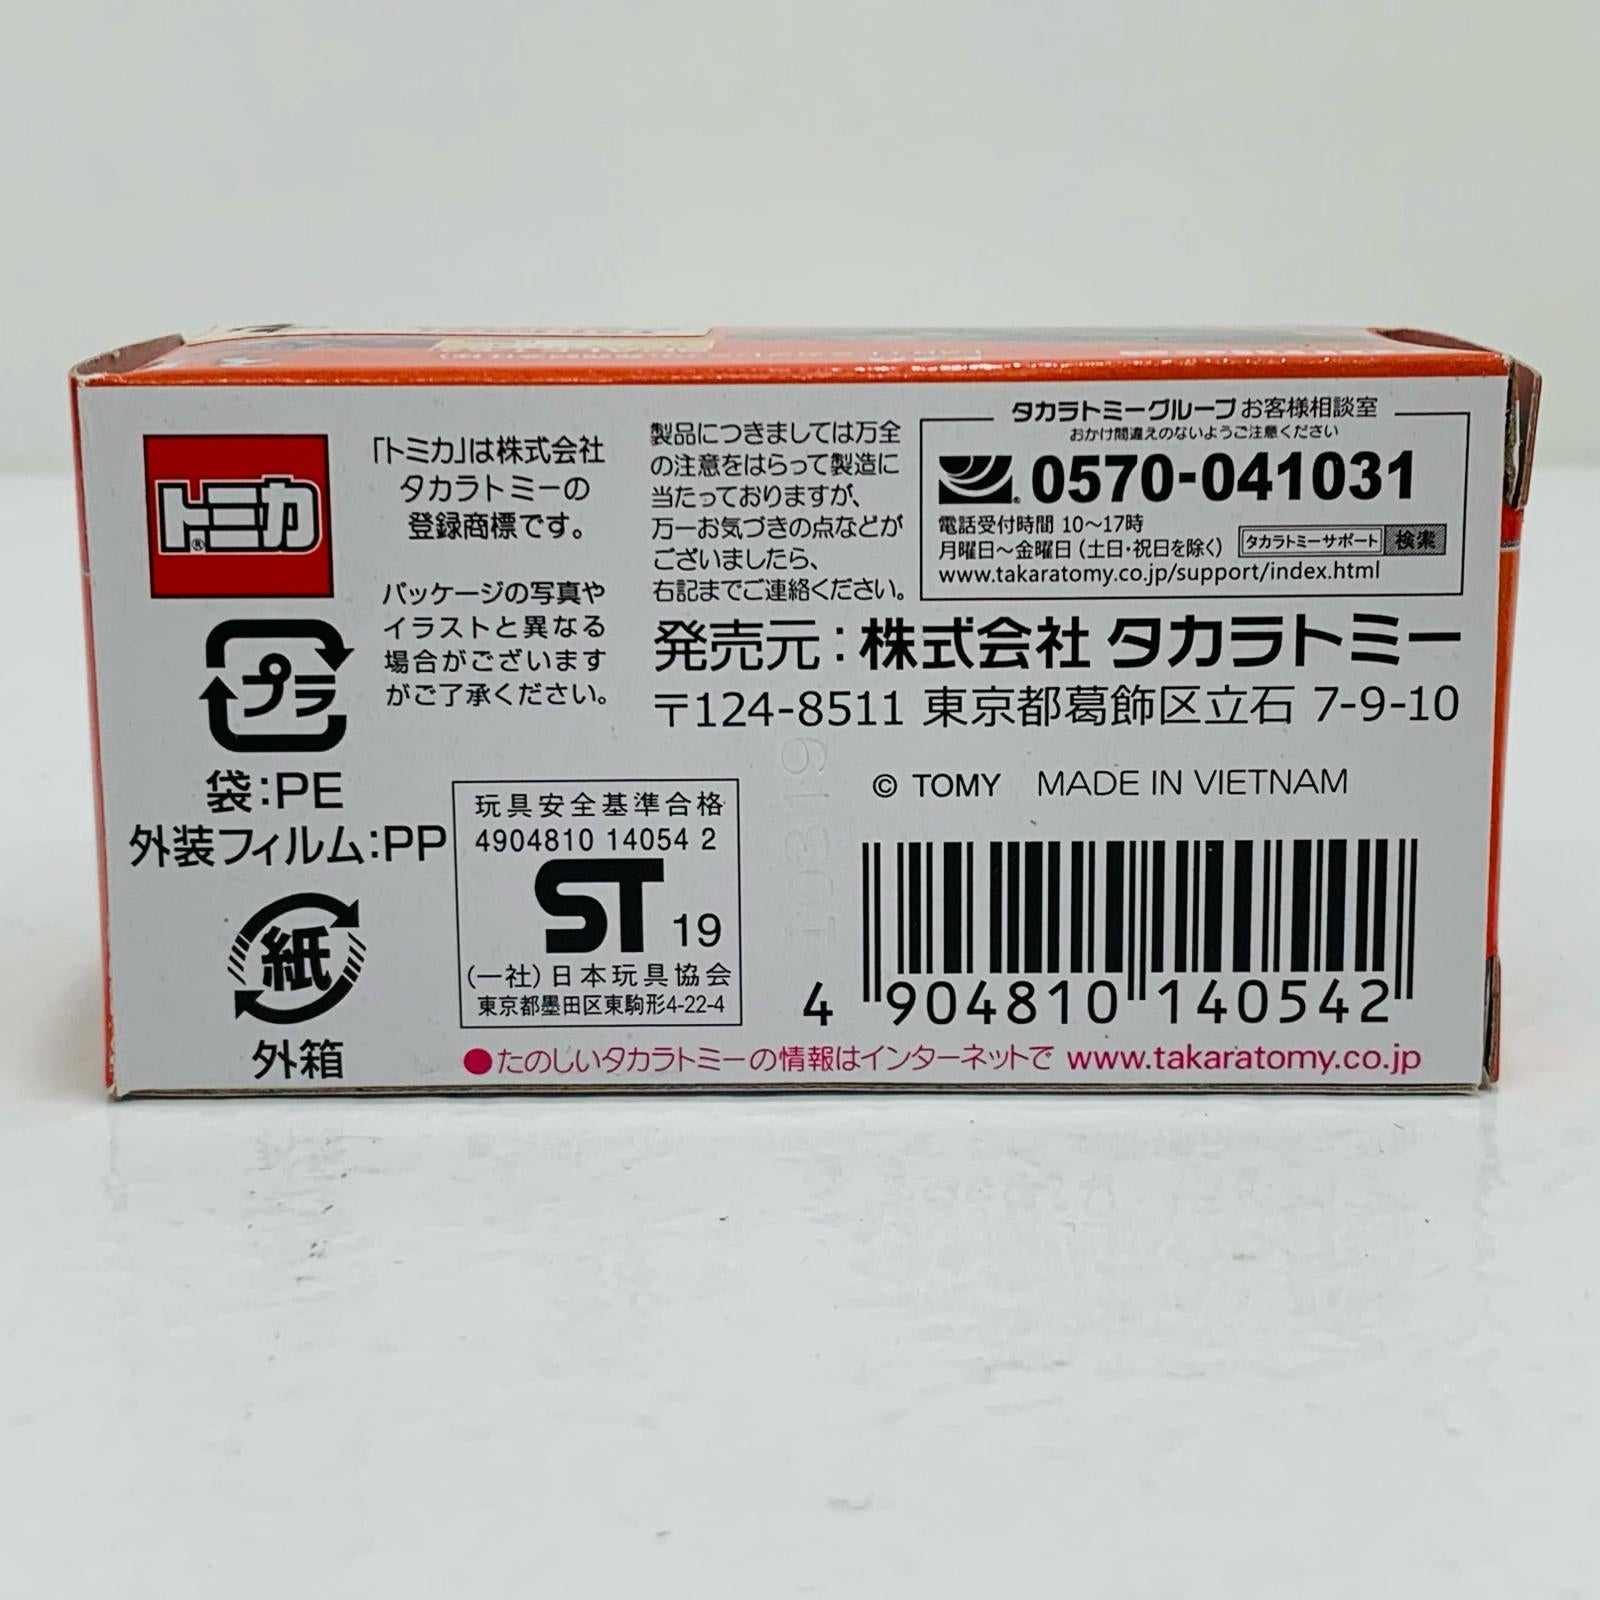 トミカ®
「トミカ」は株式会社
タカラトミーの
登録商標です。
パッケージの写真や
イラストと異なる
場合がございます
がご了承ください。
プラ
袋:PE
外装フィルム:PP
紙
外箱
製品につきましては万全
の注意をはらって製造に
当たっておりますが、
万一お気づきの点などが
ございましたら、
右記までご連絡ください。
タカラトミーグループ お客様相談室
おかけ間違えのないようご注意ください
0570-041031
電話受付時間 10〜17時
月曜日〜金曜日(土日・祝日を除く) タカラトミーサポート 検索
www.takaratomy.co.jp/support/index.html
発売元:株式会社 タカラトミー
〒124-8511 東京都葛飾区立石 7-9-10
© TOMY MADE IN VIETNAM
玩具安全基準合格
4904810 14054 2
ST 19
(一社)日本玩具協会
東京都墨田区東駒形4-22-4
4 904810 140542
●たのしいタカラトミーの情報はインターネットで www.takaratomy.co.jp